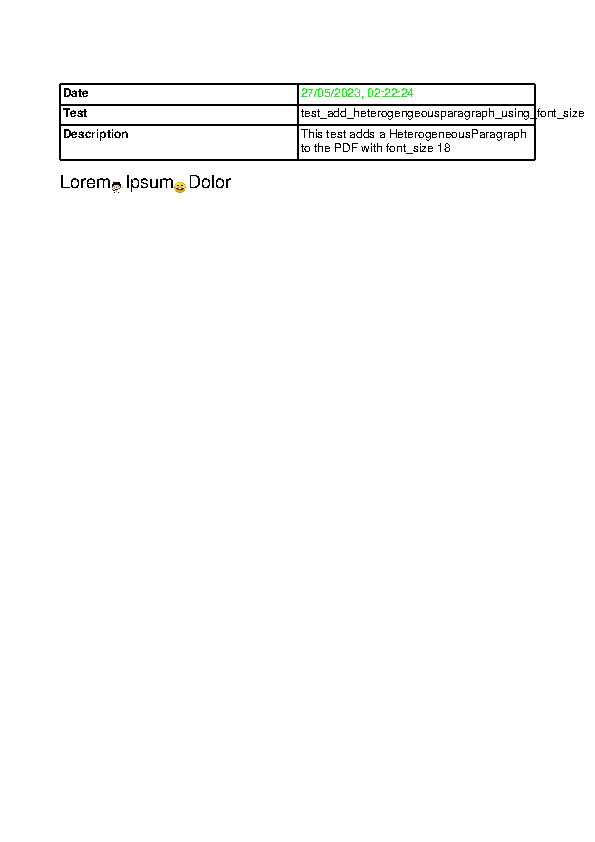 Date 27/05/2023, 02:22:24
Test test_add_heterogengeousparagraph_using_font_size
Description This test adds a HeterogeneousParagraph
to the PDF with font_size 18
Lorem Ipsum Dolor